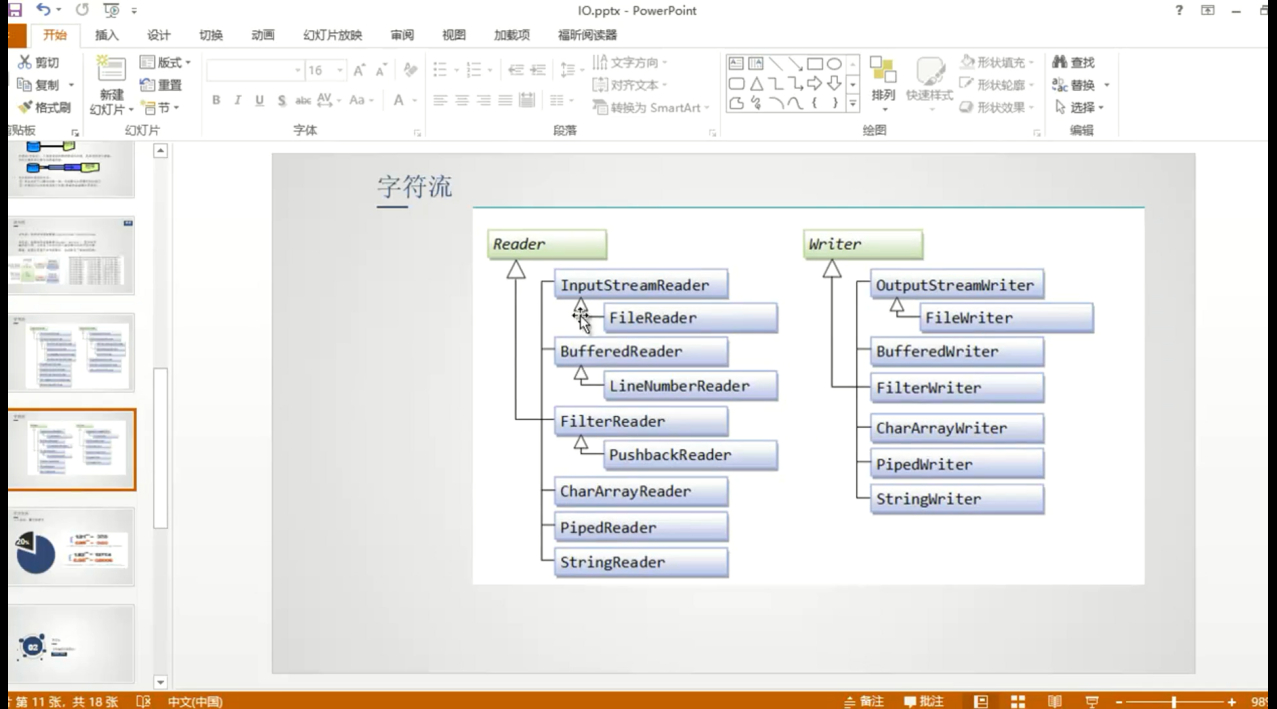 IO.pptx - PowerPoint
开始 插入 设计 切换 动画 幻灯片放映 审阅 视图 加载项 福昕阅读器
剪切
复制
格式刷
新建
幻灯片
版式
重置
节
幻灯片
16
B I U S abc AV Aa A
字体
文字方向
对齐文本
转换为 SmartArt
段落
排列
快速样式
形状填充
形状轮廓
形状效果
绘图
查找
替换
选择
编辑
字符流
Reader
InputStreamReader
FileReader
BufferedReader
LineNumberReader
FilterReader
PushbackReader
CharArrayReader
PipedReader
StringReader
Writer
OutputStreamWriter
FileWriter
BufferedWriter
FilterWriter
CharArrayWriter
PipedWriter
StringWriter
20%
02
第 11 张，共 18 张 中文(中国) 备注 批注